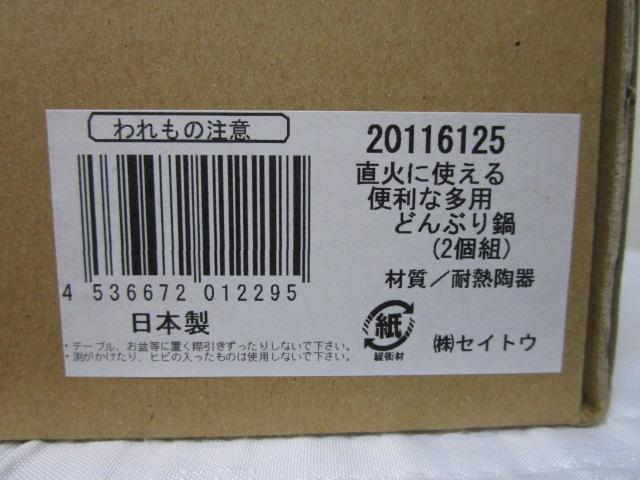 われもの注意
4 536672 012295
日本製
・テーブル、お盆等に置く際引きずったりしないで下さい。
・渕がかけたり、ヒビの入ったものは使用しないで下さい。
20116125
直火に使える
便利な多用
どんぶり鍋
(2個組)
材質／耐熱陶器
紙
緩衝材
㈱セイトウ